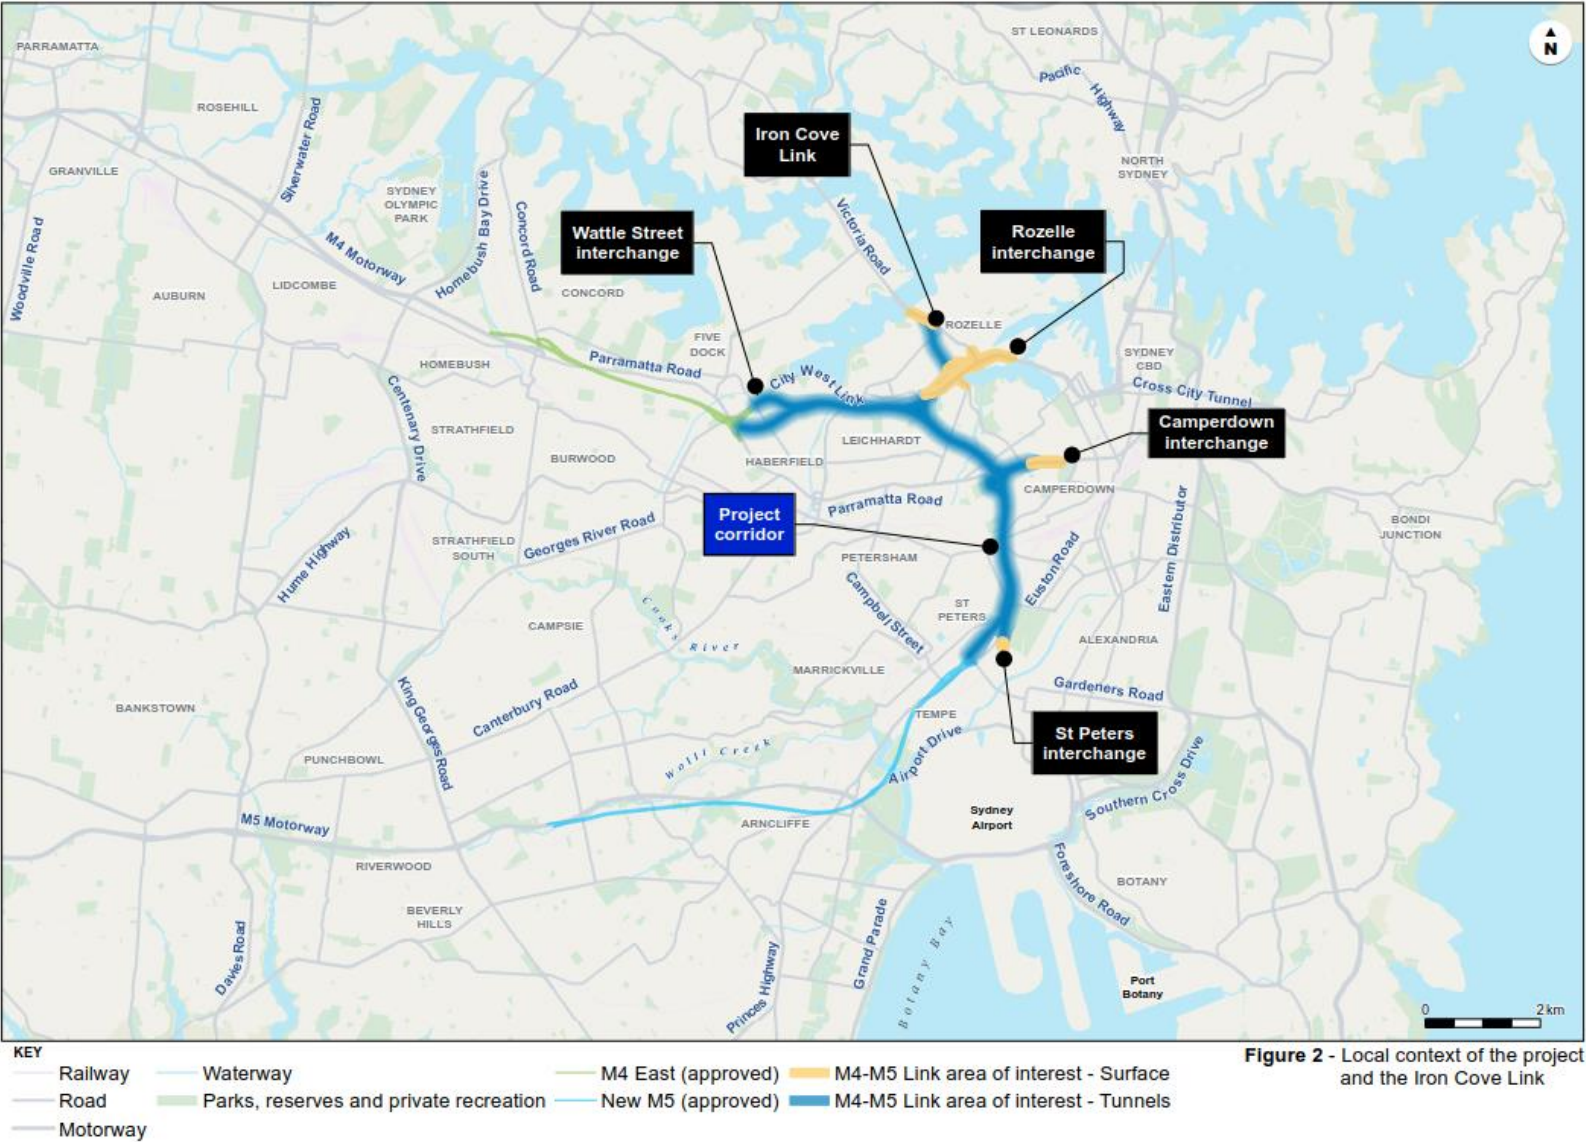 ST LEONARDS
N
PARRAMATTA
Pacific Highway
ROSEHILL
Silverwater Road
Iron Cove
Link
GRANVILLE
NORTH
SYDNEY
SYDNEY
OLYMPIC
PARK
Homebush Bay Drive
Concord Road
Victoria Road
Wattle Street
interchange
Rozelle
interchange
Woodville Road
M4 Motorway
AUBURN
LIDCOMBE
CONCORD
ROZELLE
FIVE
DOCK
SYDNEY
CBD
HOMEBUSH
Parramatta Road
City West Link
Cross City Tunnel
Centenary Drive
STRATHFIELD
LEICHHARDT
Camperdown
interchange
BURWOOD
HABERFIELD
CAMPERDOWN
Parramatta Road
Project
corridor
BONDI
JUNCTION
STRATHFIELD
SOUTH
Georges River Road
Hume Highway
PETERSHAM
Euston Road
Eastern Distributor
Campbell Street
Cooks River
ST
PETERS
CAMPSIE
ALEXANDRIA
MARRICKVILLE
King Georges Road
Canterbury Road
Gardeners Road
BANKSTOWN
TEMPE
St Peters
interchange
PUNCHBOWL
Wolli Creek
Airport Drive
Southern Cross Drive
Sydney
Airport
M5 Motorway
ARNCLIFFE
RIVERWOOD
Foreshore Road
BOTANY
BEVERLY
HILLS
Davies Road
Princes Highway
Grand Parade
Botany Bay
Port
Botany
0 2 km
KEY
Railway
Road
Motorway
Waterway
Parks, reserves and private recreation
M4 East (approved)
New M5 (approved)
M4-M5 Link area of interest - Surface
M4-M5 Link area of interest - Tunnels
Figure 2 - Local context of the project
and the Iron Cove Link